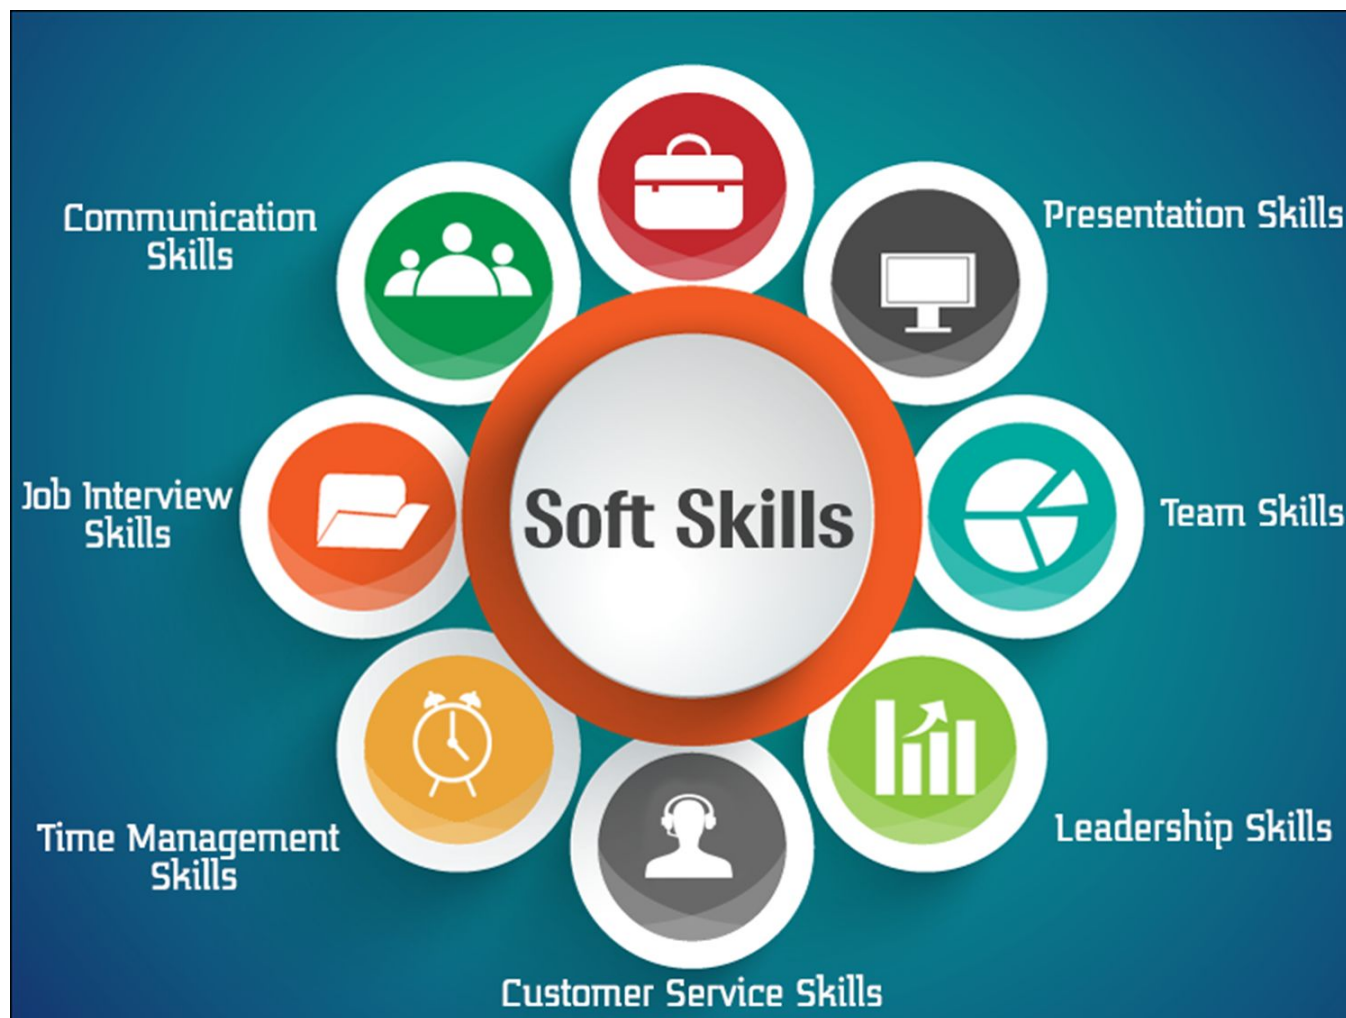 Communication
Skills
Presentation Skills
Job Interview
Skills
Soft Skills
Team Skills
Time Management
Skills
Leadership Skills
Customer Service Skills